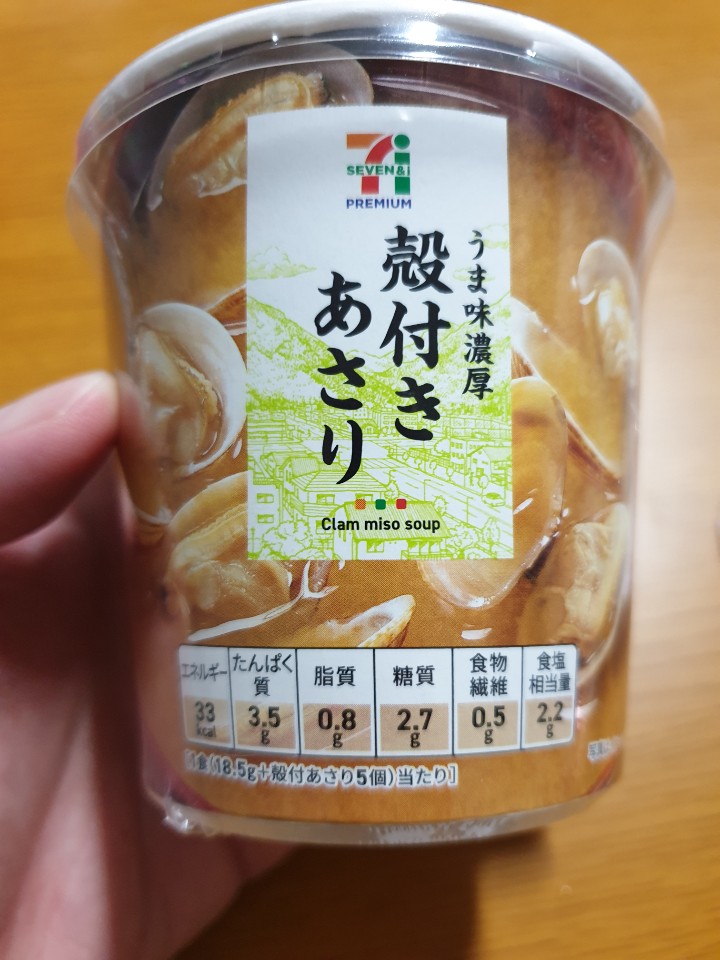 7i
SEVEN&i
PREMIUM
うま味濃厚
殻付き
あさり
Clam miso soup
エネルギー
33
kcal
たんぱく
質
3.5
g
脂質
0.8
g
糖質
2.7
g
食物
繊維
0.5
g
食塩
相当量
2.2
g
[1食(18.5g+殻付あさり5個)当たり]